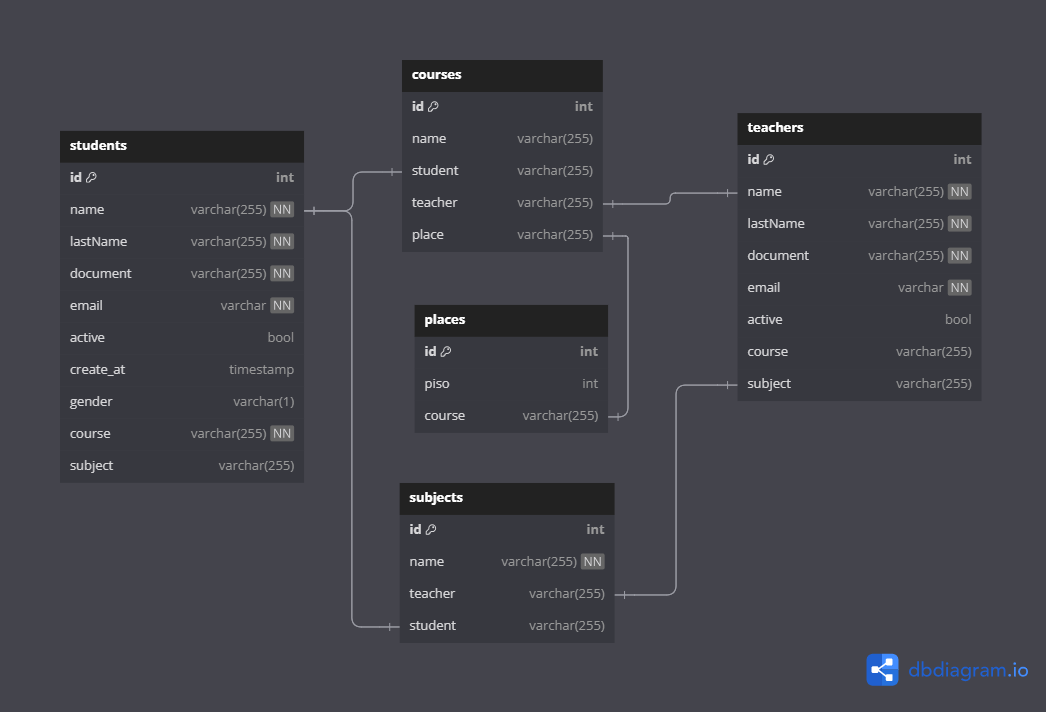 students
id int
name varchar(255) NN
lastName varchar(255) NN
document varchar(255) NN
email varchar NN
active bool
create_at timestamp
gender varchar(1)
course varchar(255) NN
subject varchar(255)
courses
id int
name varchar(255)
student varchar(255)
teacher varchar(255)
place varchar(255)
places
id int
piso int
course varchar(255)
subjects
id int
name varchar(255) NN
teacher varchar(255)
student varchar(255)
teachers
id int
name varchar(255) NN
lastName varchar(255) NN
document varchar(255) NN
email varchar NN
active bool
course varchar(255)
subject varchar(255)
dbdiagram.io